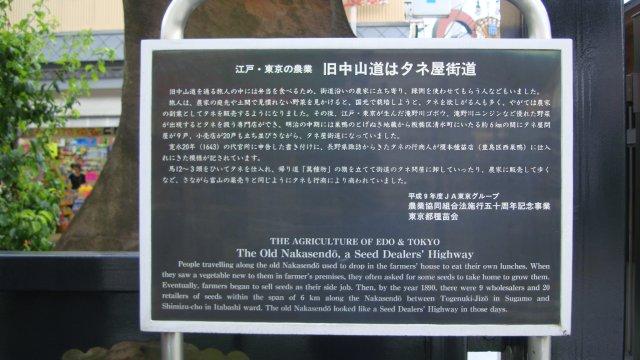 江戸・東京の農業 旧中山道はタネ屋街道
旧中山道を通る旅人の中には弁当を食べるため、街道沿いの農家に立ち寄り、縁側を使わせてもらう人などもいました。
旅人は、農家の庭先や土間で見慣れない野菜を見かけると、国元で栽培しようと、タネを欲しがる人も多く、やがては農家
の副業としてタネを販売するようになりました。その後、江戸・東京が生んだ滝野川ゴボウ、滝野川ニンジンなど優れた野菜
が出現するとタネを扱う専門店ができ、明治の中期には巣鴨のとげぬき地蔵から板橋区清水町にいたる約6kmの間にタネ屋問
屋が9戸、小売店が20戸も立ち並びさながら、タネ屋街道になっていました。
寛永20年(1643)の代官所に申告した書き付けに、長野県諏訪からきたタネの行商人が榎本種苗店(豊島区西巣鴨)に仕入
れにきた模様が記されています。
馬12〜3頭をひいてタネを仕入れ、帰り道「萬種物」の旗を立てて街道のタネ問屋に卸していったり、農家に販売して歩く
など、さながら富山の薬売りと同じようにタネも行商により商われていました。
平成9年度JA東京グループ
農業協同組合法施行五十周年記念事業
東京都種苗会
THE AGRICULTURE OF EDO & TOKYO
The Old Nakasendō, a Seed Dealers' Highway
People travelling along the old Nakasendō used to drop in the farmers' house to eat their own lunches. When
they saw a vegetable new to them in farmer's premises, they often asked for some seeds to take home to grow them.
Eventually, farmers began to sell seeds as their side job. Then, by the year 1890, there were 9 wholesalers and 20
retailers of seeds within the span of 6 km along the Nakasendō between Togenuki-Jizō in Sugamo and
Shimizu-cho in Itabashi ward. The old Nakasendō looked like a Seed Dealers' Highway in those days.